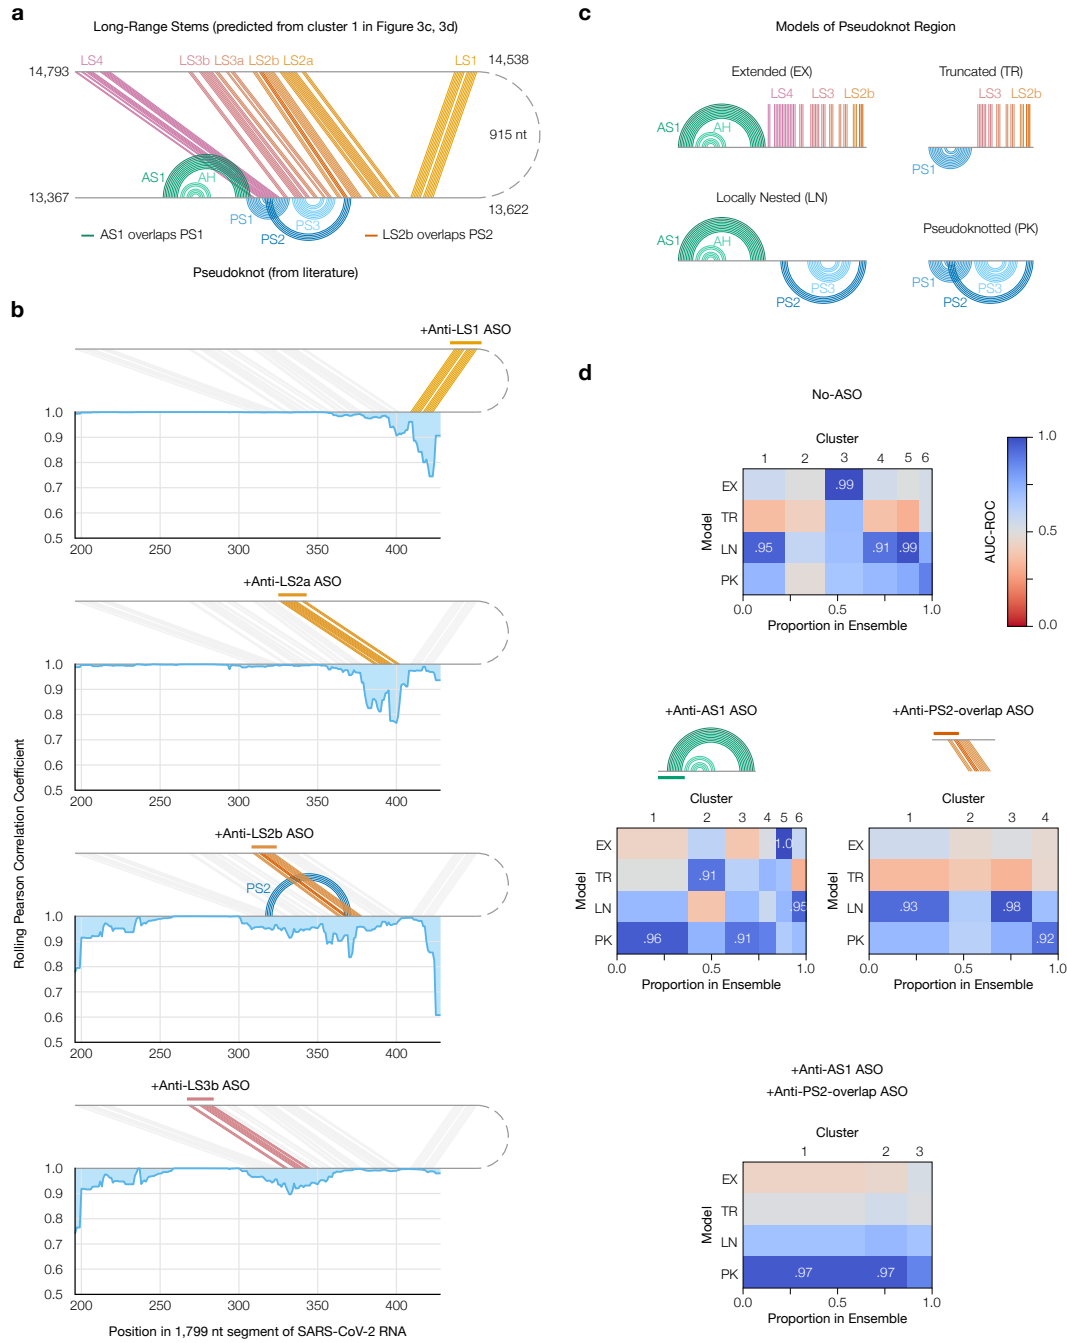 a
Long-Range Stems (predicted from cluster 1 in Figure 3c, 3d)
LS4 LS3b LS3a LS2b LS2a LS1
14,793 14,538
915 nt
AS1 AH
13,367 13,622
PS1 PS3
PS2
AS1 overlaps PS1 LS2b overlaps PS2
Pseudoknot (from literature)
b
+Anti-LS1 ASO
1.0
0.9
0.8
0.7
0.6
0.5
200 250 300 350 400
+Anti-LS2a ASO
1.0
0.9
0.8
0.7
0.6
0.5
200 250 300 350 400
+Anti-LS2b ASO
PS2
1.0
0.9
0.8
0.7
0.6
0.5
200 250 300 350 400
+Anti-LS3b ASO
1.0
0.9
0.8
0.7
0.6
0.5
200 250 300 350 400
Rolling Pearson Correlation Coefficient
Position in 1,799 nt segment of SARS-CoV-2 RNA
c
Models of Pseudoknot Region
Extended (EX)
LS4 LS3 LS2b
AS1 AH
Truncated (TR)
LS3 LS2b
PS1
Locally Nested (LN)
AS1 AH
PS3
PS2
Pseudoknotted (PK)
PS1 PS3
PS2
d
No-ASO
Cluster
1 2 3 4 5 6
EX .99
TR
LN .95 .91 .99
PK
Model
0.0 0.5 1.0
Proportion in Ensemble
1.0
0.5
0.0
AUC-ROC
+Anti-AS1 ASO
Cluster
1 2 3 4 5 6
EX 1.0
TR .91
LN .95
PK .96 .91
Model
0.0 0.5 1.0
Proportion in Ensemble
+Anti-PS2-overlap ASO
Cluster
1 2 3 4
EX
TR
LN .93 .98
PK .92
Model
0.0 0.5 1.0
Proportion in Ensemble
+Anti-AS1 ASO
+Anti-PS2-overlap ASO
Cluster
1 2 3
EX
TR
LN
PK .97 .97
Model
0.0 0.5 1.0
Proportion in Ensemble